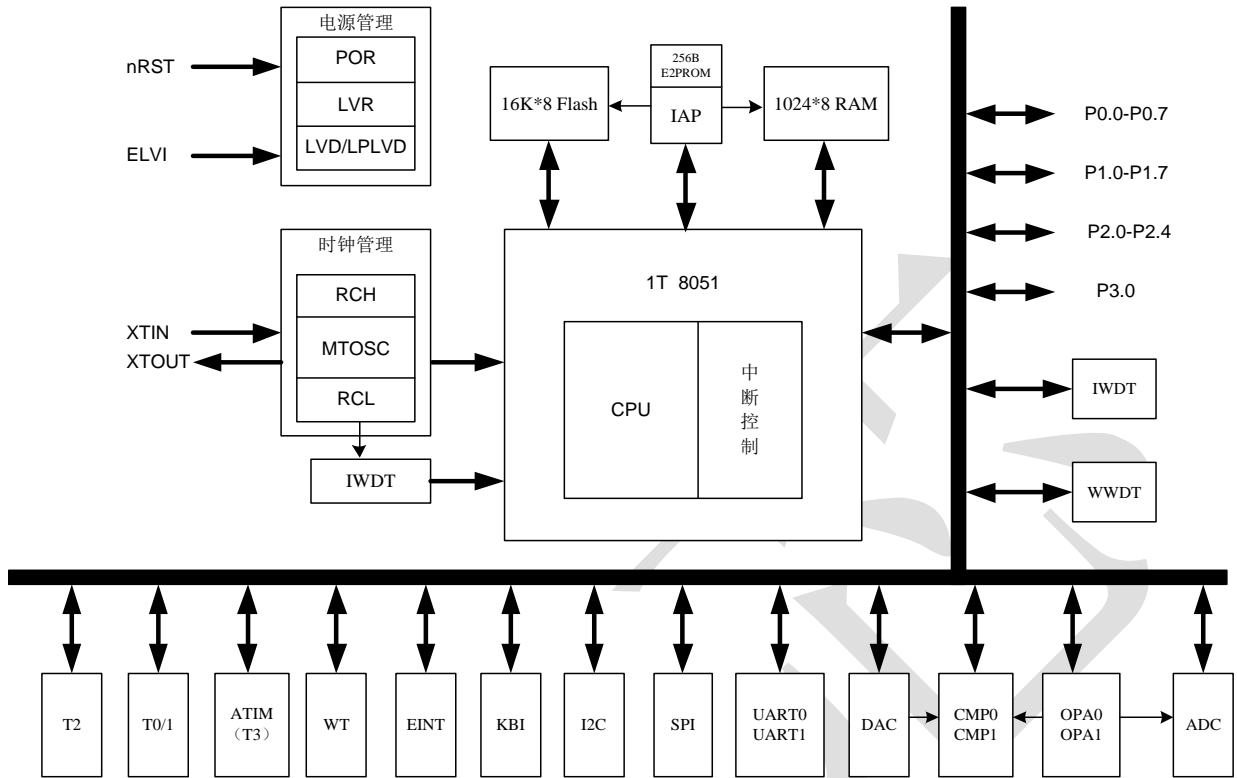 电源管理
nRST
POR
LVR
ELVI
LVD/LPLVD
16K*8 Flash
256B
E2PROM
IAP
1024*8 RAM
P0.0-P0.7
P1.0-P1.7
P2.0-P2.4
P3.0
时钟管理
RCH
XTIN
XTOUT
MTOSC
RCL
IWDT
1T 8051
CPU
中
断
控
制
IWDT
WWDT
T2
T0/1
ATIM
(T3)
WT
EINT
KBI
I2C
SPI
UART0
UART1
DAC
CMP0
CMP1
OPA0
OPA1
ADC